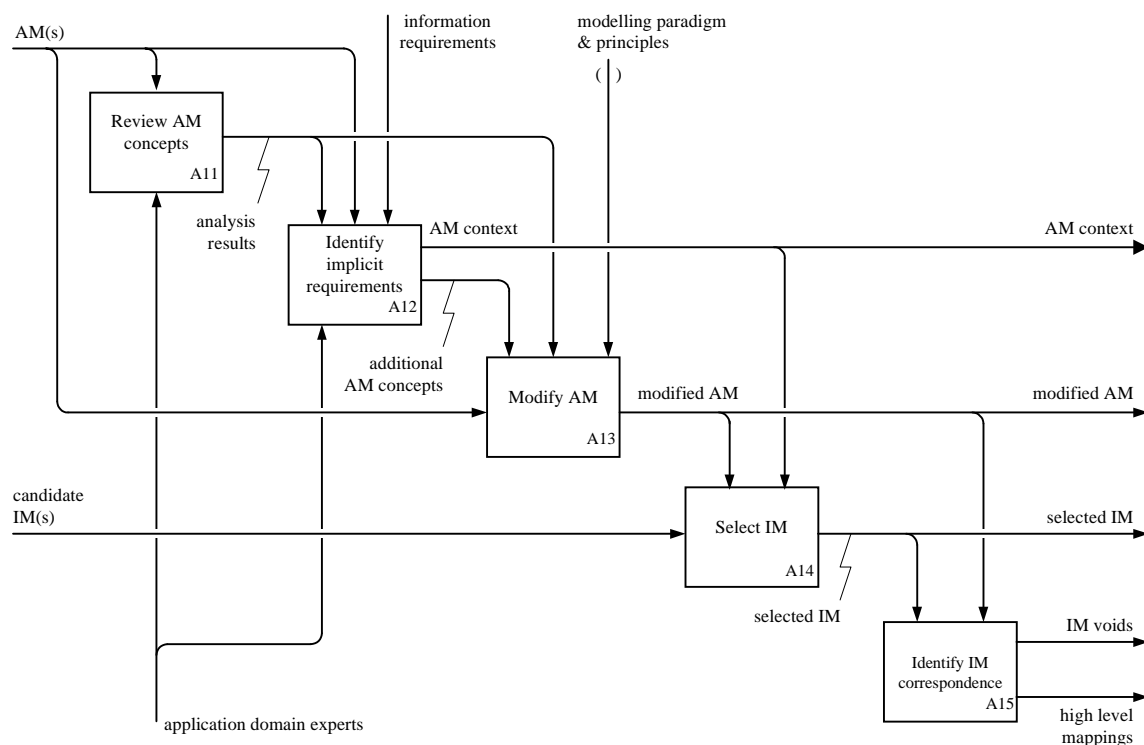 AM(s)
information
requirements
modelling paradigm
& principles
( )
Review AM
concepts
A11
analysis
results
Identify
implicit
requirements
A12
AM context
AM context
additional
AM concepts
Modify AM
A13
modified AM
modified AM
candidate
IM(s)
Select IM
A14
selected IM
selected IM
Identify IM
correspondence
A15
IM voids
high level
mappings
application domain experts